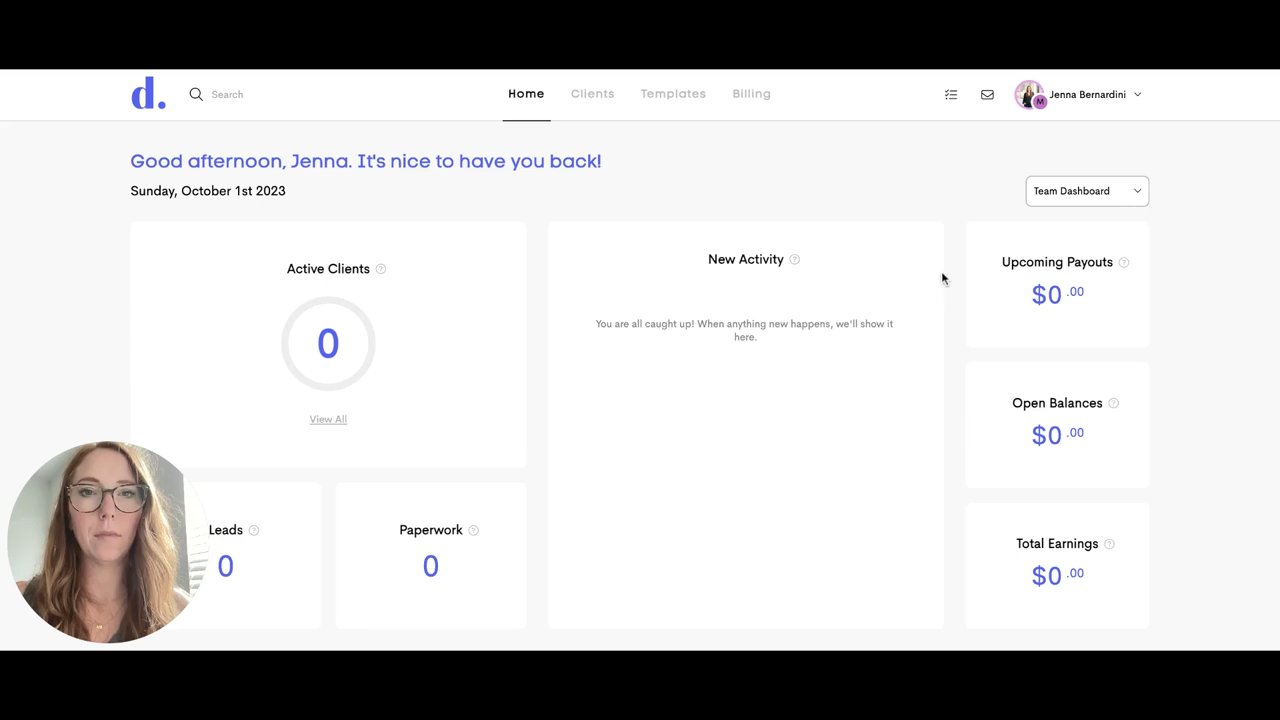 d.
Search
Home
Clients
Templates
Billing
M
Jenna Bernardini
Good afternoon, Jenna. It's nice to have you back!
Sunday, October 1st 2023
Team Dashboard
Active Clients ?
0
View All
Leads ?
0
Paperwork ?
0
New Activity ?
You are all caught up! When anything new happens, we'll show it
here.
Upcoming Payouts ?
$0 .00
Open Balances ?
$0 .00
Total Earnings ?
$0 .00